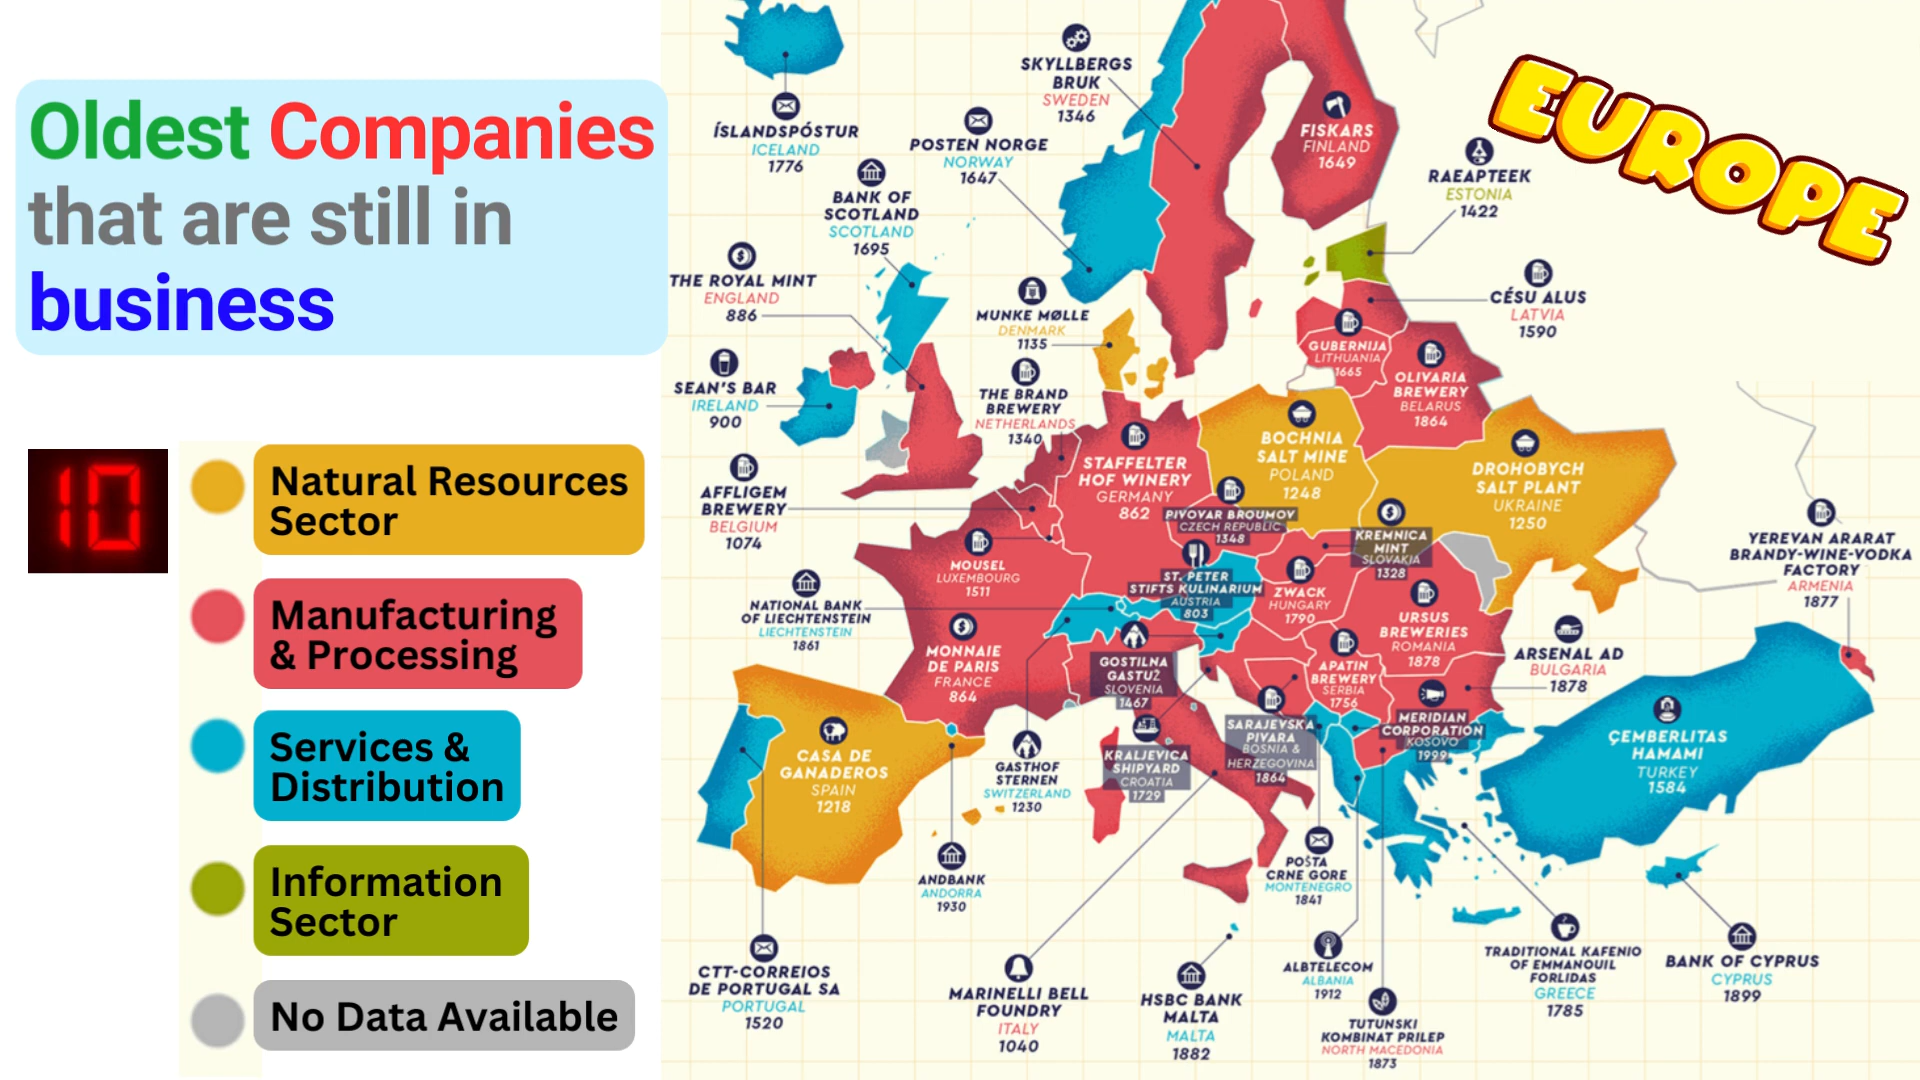 Oldest Companies
that are still in
business
10
Natural Resources
Sector
Manufacturing
& Processing
Services &
Distribution
Information
Sector
No Data Available
EUROPE
ÍSLANDSPÓSTUR
ICELAND
1776
SKYLLBERGS
BRUK
SWEDEN
1346
POSTEN NORGE
NORWAY
1647
FISKARS
FINLAND
1649
RAEAPTEEK
ESTONIA
1422
BANK OF
SCOTLAND
SCOTLAND
1695
THE ROYAL MINT
ENGLAND
886
MUNKE MØLLE
DENMARK
1135
CÉSU ALUS
LATVIA
1590
GUBERNIJA
LITHUANIA
1665
OLIVARIA
BREWERY
BELARUS
1864
SEAN'S BAR
IRELAND
900
THE BRAND
BREWERY
NETHERLANDS
1340
AFFLIGEM
BREWERY
BELGIUM
1074
STAFFELTER
HOF WINERY
GERMANY
862
BOCHNIA
SALT MINE
POLAND
1248
DROHOBYCH
SALT PLANT
UKRAINE
1250
PIVOVAR BROUMOV
CZECH REPUBLIC
1348
KREMNICA
MINT
SLOVAKIA
1328
YEREVAN ARARAT
BRANDY-WINE-VODKA
FACTORY
ARMENIA
1877
MOUSEL
LUXEMBOURG
1511
ST. PETER
STIFTS KULINARIUM
AUSTRIA
803
ZWACK
HUNGARY
1790
NATIONAL BANK
OF LIECHTENSTEIN
LIECHTENSTEIN
1861
URSUS
BREWERIES
ROMANIA
1878
MONNAIE
DE PARIS
FRANCE
864
GOSTILNA
GASTUŽ
SLOVENIA
1467
APATIN
BREWERY
SERBIA
1756
ARSENAL AD
BULGARIA
1878
CASA DE
GANADEROS
SPAIN
1218
GASTHOF
STERNEN
SWITZERLAND
1230
KRALJEVICA
SHIPYARD
CROATIA
1729
SARAJEVSKA
PIVARA
BOSNIA &
HERZEGOVINA
1864
MERIDIAN
CORPORATION
KOSOVO
1999
ÇEMBERLITAS
HAMAMI
TURKEY
1584
ANDBANK
ANDORRA
1930
POŠTA
CRNE GORE
MONTENEGRO
1841
CTT-CORREIOS
DE PORTUGAL SA
PORTUGAL
1520
MARINELLI BELL
FOUNDRY
ITALY
1040
HSBC BANK
MALTA
MALTA
1882
ALBTELECOM
ALBANIA
1912
TUTUNSKI
KOMBINAT PRILEP
NORTH MACEDONIA
1873
TRADITIONAL KAFENIO
OF EMMANOUIL
FORLIDAS
GREECE
1785
BANK OF CYPRUS
CYPRUS
1899